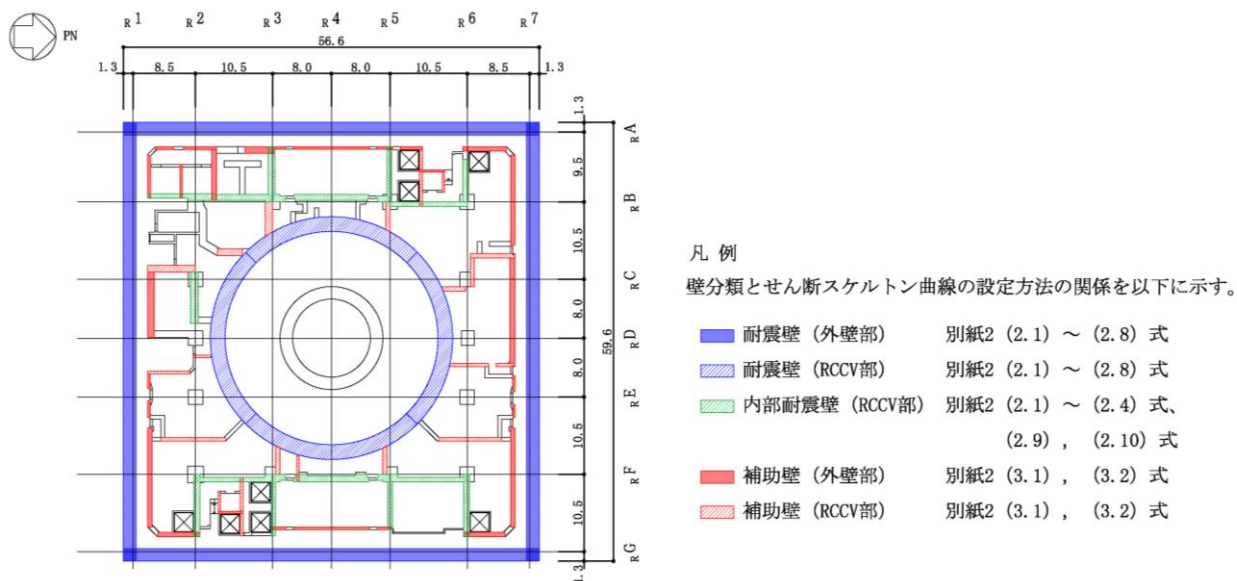 PN
R1 R2 R3 R4 R5 R6 R7
56.6
1.3 8.5 10.5 8.0 8.0 10.5 8.5 1.3
1.3
RA
9.5
RB
10.5
RC
8.0
RD
59.6
8.0
RE
10.5
RF
10.5
RG
1.3
凡 例
壁分類とせん断スケルトン曲線の設定方法の関係を以下に示す。
耐震壁（外壁部） 別紙2（2.1）～（2.8）式
耐震壁（RCCV部） 別紙2（2.1）～（2.8）式
内部耐震壁（RCCV部） 別紙2（2.1）～（2.4）式、
（2.9），（2.10）式
補助壁（外壁部） 別紙2（3.1），（3.2）式
補助壁（RCCV部） 別紙2（3.1），（3.2）式